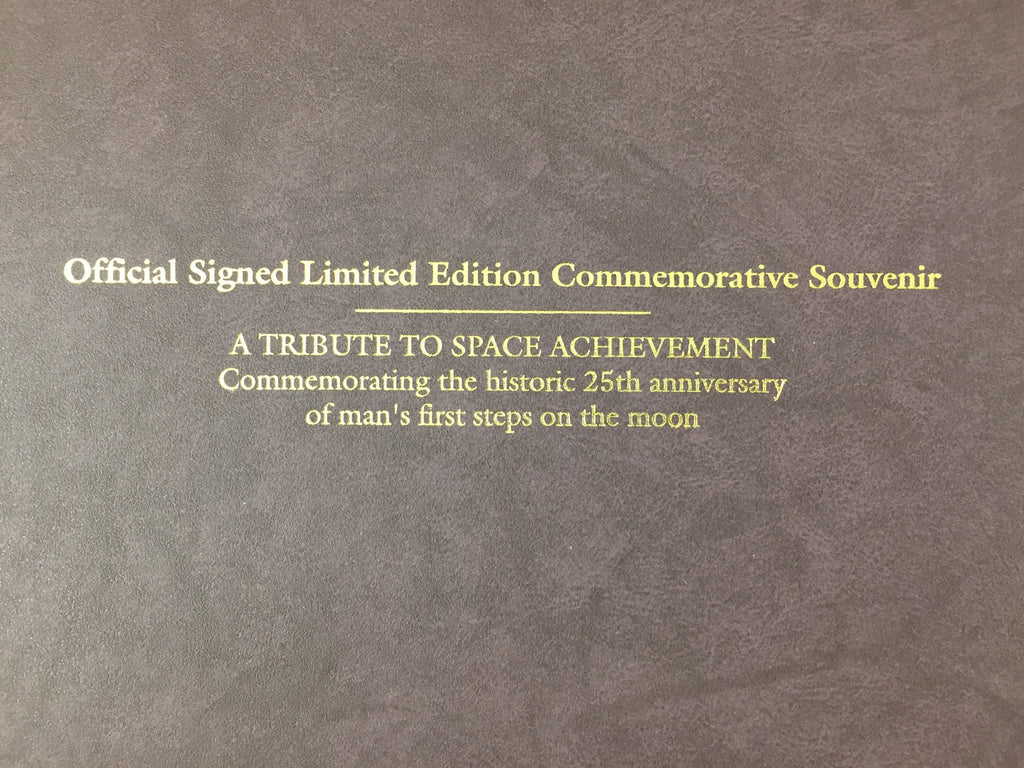 Official Signed Limited Edition Commemorative Souvenir
A TRIBUTE TO SPACE ACHIEVEMENT
Commemorating the historic 25th anniversary
of man's first steps on the moon